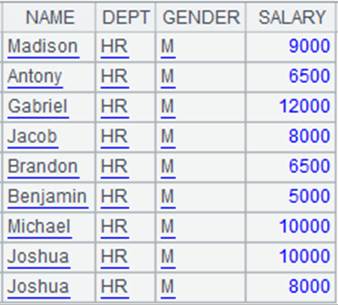 NAME DEPT GENDER SALARY
Madison HR M 9000
Antony HR M 6500
Gabriel HR M 12000
Jacob HR M 8000
Brandon HR M 6500
Benjamin HR M 5000
Michael HR M 10000
Joshua HR M 10000
Joshua HR M 8000